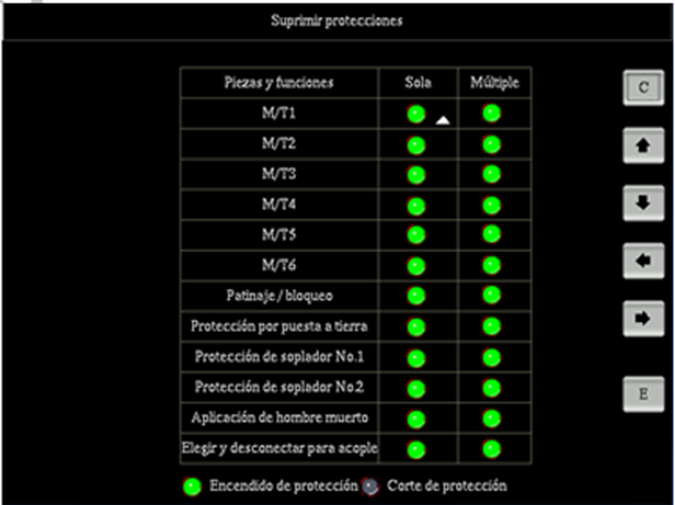 Suprimir protecciones
Piezas y funciones Sola Múltiple
M/T1
M/T2
M/T3
M/T4
M/T5
M/T6
Patinaje / bloqueo
Protección por puesta a tierra
Protección de soplador No.1
Protección de soplador No.2
Aplicación de hombre muerto
Elegir y desconectar para acople
Encendido de protección Corte de protección
C
E